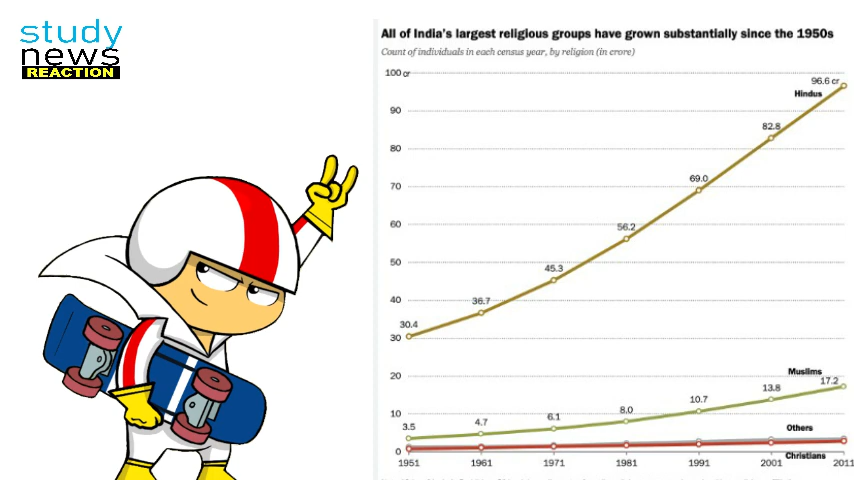 study
news
REACTION
All of India's largest religious groups have grown substantially since the 1950s
Count of individuals in each census year, by religion (in crore)
100 cr
96.6 cr
Hindus
90
82.8
80
69.0
70
60
56.2
50
45.3
40
36.7
30.4
30
20
Muslims
17.2
13.8
10.7
10
8.0
6.1
4.7
3.5
Others
0
Christians
1951 1961 1971 1981 1991 2001 2011